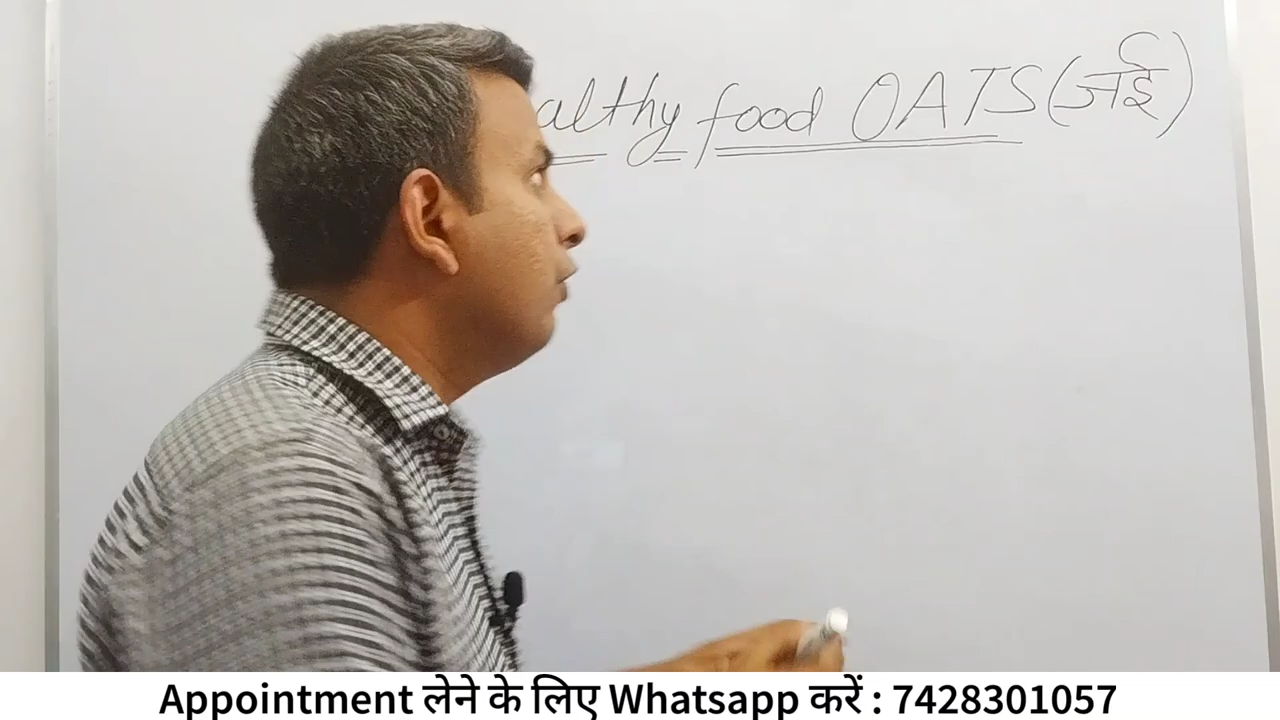 althy food OATS (जई)
Appointment लेने के लिए Whatsapp करें : 7428301057